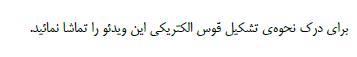 برای درک نحوه‌ی تشکیل قوس الکتریکی این ویدئو را تماشا نمائید.